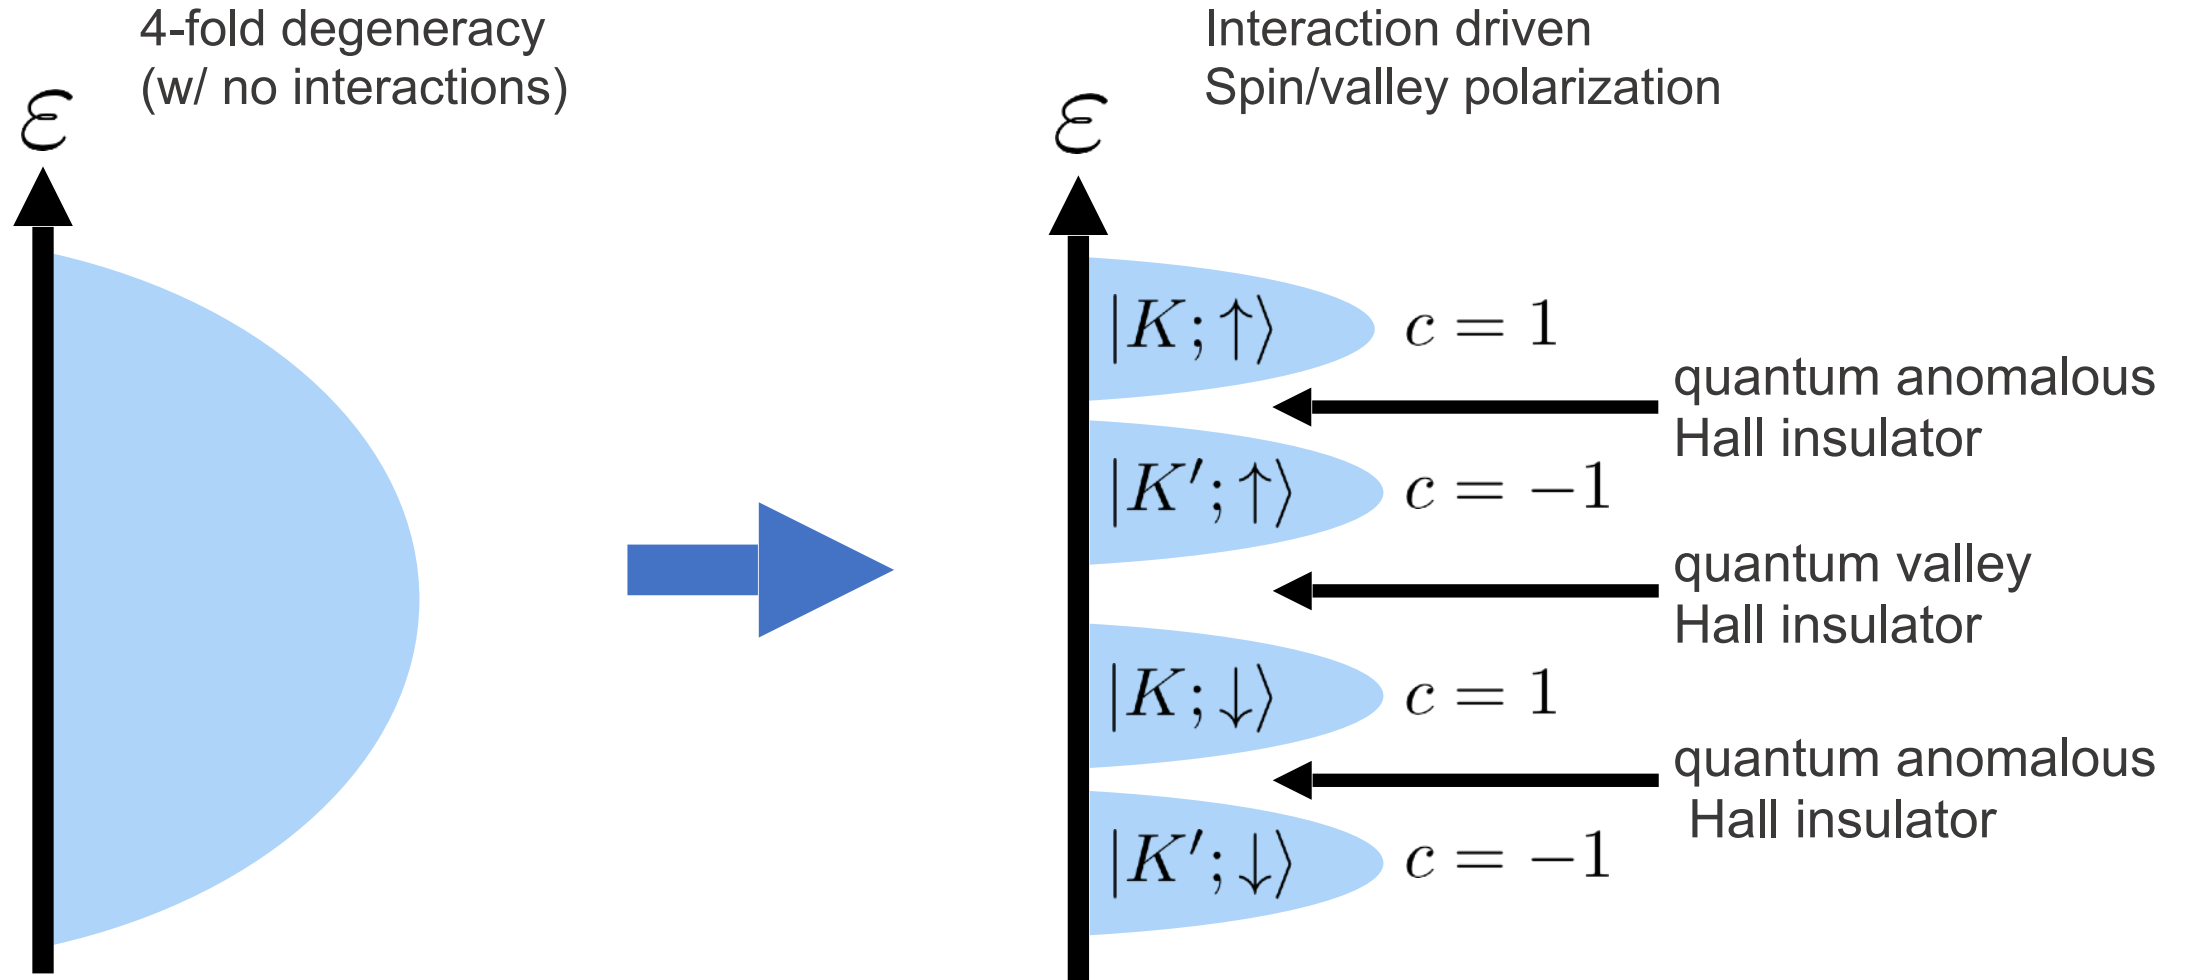 4-fold degeneracy
(w/ no interactions)
ε
Interaction driven
Spin/valley polarization
ε
|K;↑⟩ c = 1
quantum anomalous
Hall insulator
|K′;↑⟩ c = −1
quantum valley
Hall insulator
|K;↓⟩ c = 1
quantum anomalous
Hall insulator
|K′;↓⟩ c = −1